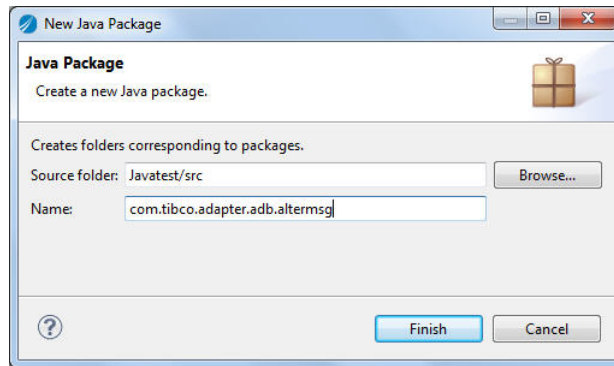 New Java Package
Java Package
Create a new Java package.
Creates folders corresponding to packages.
Source folder: Javatest/src Browse...
Name: com.tibco.adapter.adb.altermsg
? Finish Cancel